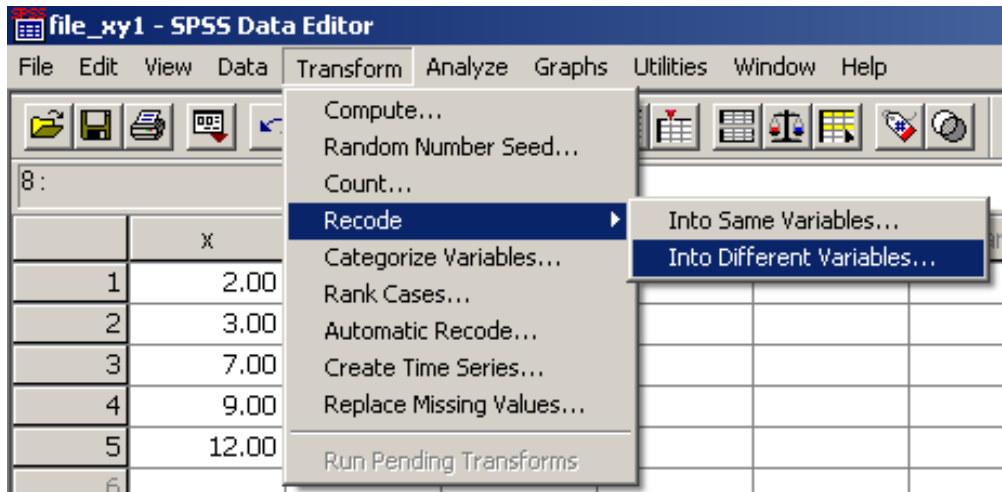 SPSS
file_xy1 - SPSS Data Editor
File Edit View Data Transform Analyze Graphs Utilities Window Help
8 :
x
1 2.00
2 3.00
3 7.00
4 9.00
5 12.00
6
Compute...
Random Number Seed...
Count...
Recode
Categorize Variables...
Rank Cases...
Automatic Recode...
Create Time Series...
Replace Missing Values...
Run Pending Transforms
Into Same Variables...
Into Different Variables...